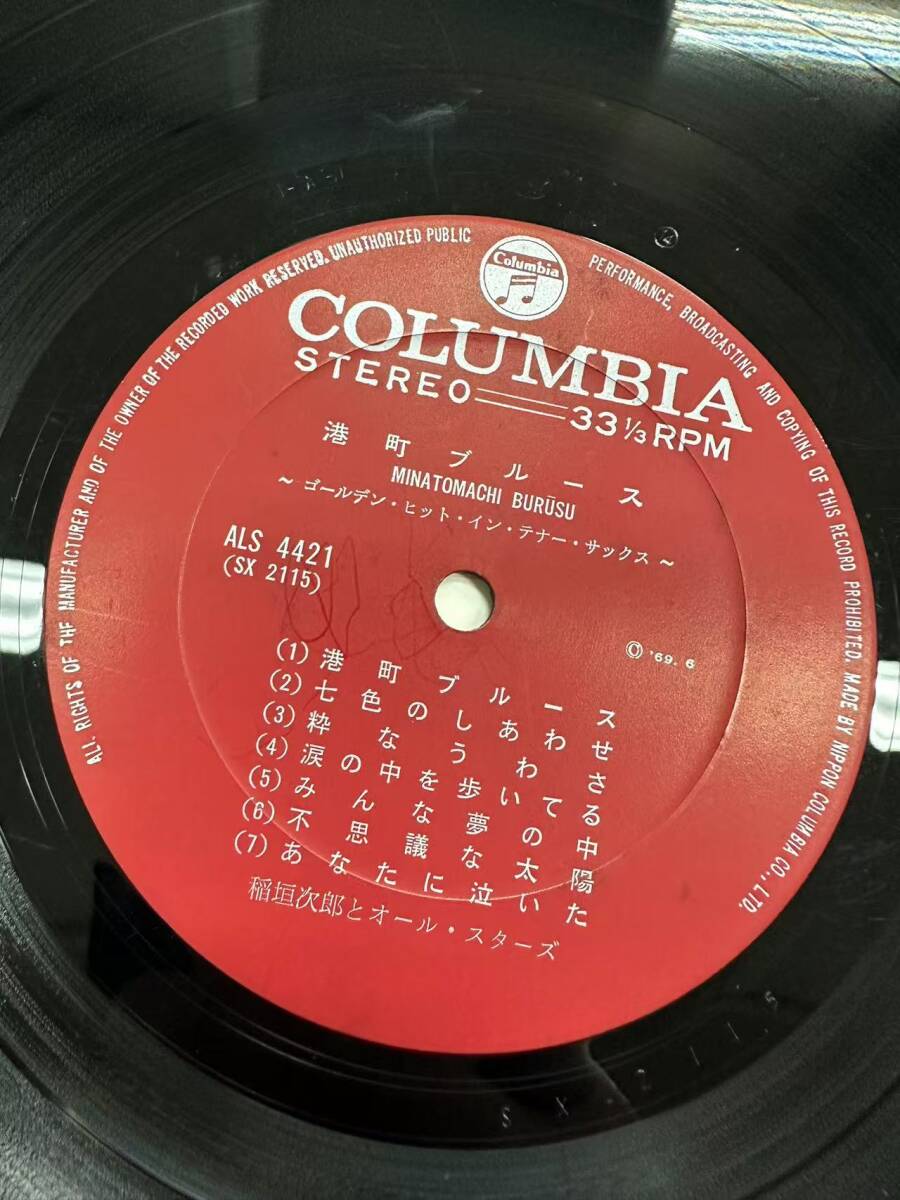 ALL RIGHTS OF THE MANUFACTURER AND OF THE OWNER OF THE RECORDED WORK RESERVED. UNAUTHORIZED PUBLIC PERFORMANCE, BROADCASTING AND COPYING OF THIS RECORD PROHIBITED. MADE BY NIPPON COLUMBIA CO., LTD.
Columbia
COLUMBIA
STEREO 33 1/3 RPM
港町ブルース
MINATOMACHI BURŪSU
~ゴールデン・ヒット・イン・テナー・サックス~
ALS 4421
(SX 2115)
© '69. 6
(1) 港町ブルース
(2) 七色のしあわせ
(3) 粋なうわさ
(4) 涙の中を歩いてる
(5) みんな夢の中
(6) 不思議な太陽
(7) あなたに泣いた
稲垣次郎とオール・スターズ
SX-2115